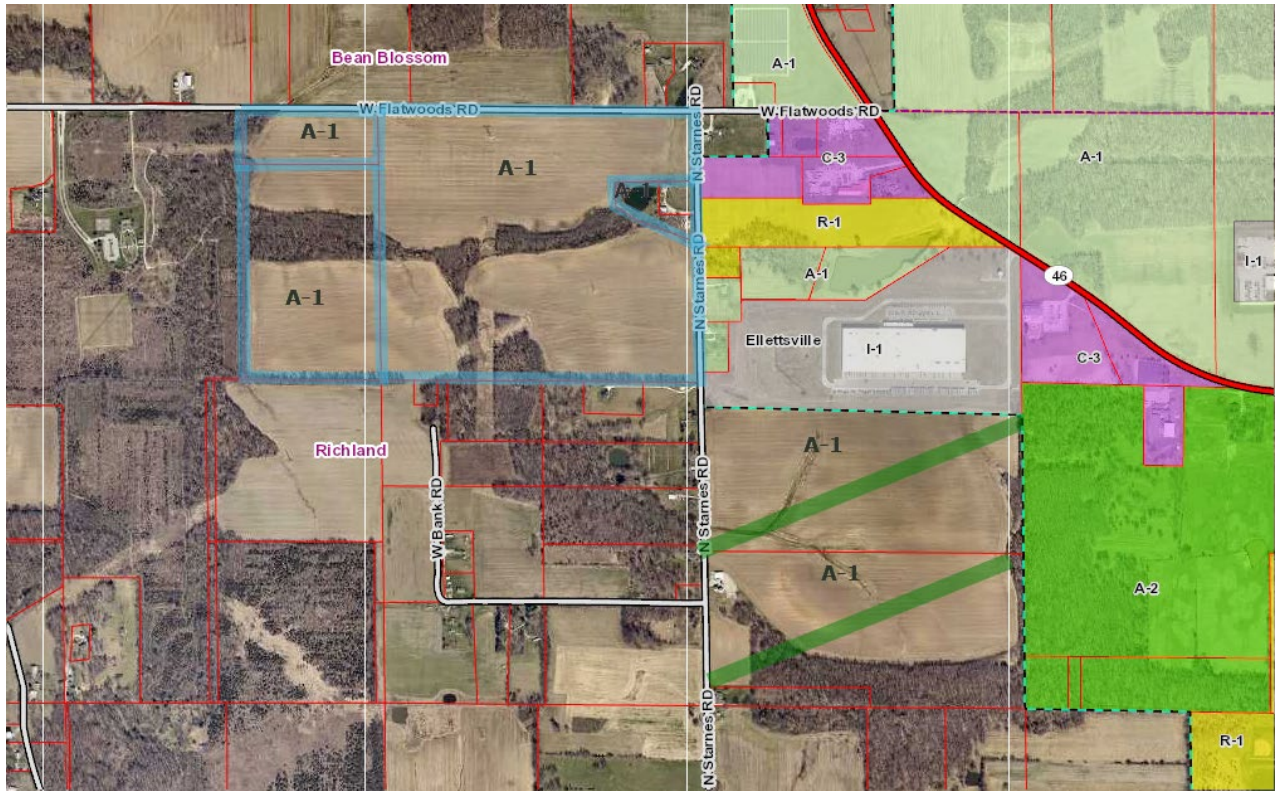 Bean Blossom
A-1
W Flatwoods RD
W Flatwoods RD
N Starnes RD
A-1
A-1
C-3
A-1
A-1
R-1
A-1
I-1
46
A-1
N Starnes RD
Ellettsville
I-1
C-3
Richland
A-1
W Bank RD
N Starnes RD
A-1
A-2
N Starnes RD
R-1